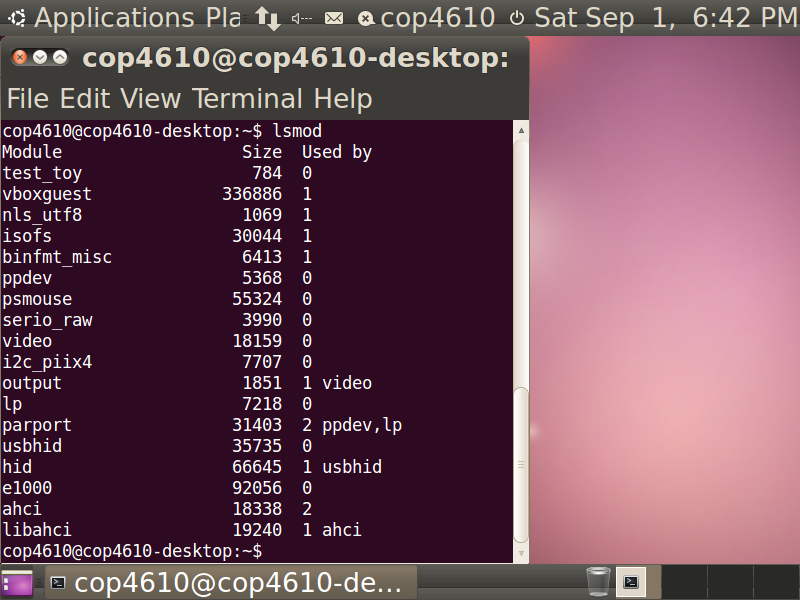 Applications Pla cop4610 Sat Sep 1, 6:42 PM
cop4610@cop4610-desktop:
File Edit View Terminal Help
cop4610@cop4610-desktop:~$ lsmod
Module Size Used by
test_toy 784 0
vboxguest 336886 1
nls_utf8 1069 1
isofs 30044 1
binfmt_misc 6413 1
ppdev 5368 0
psmouse 55324 0
serio_raw 3990 0
video 18159 0
i2c_piix4 7707 0
output 1851 1 video
lp 7218 0
parport 31403 2 ppdev,lp
usbhid 35735 0
hid 66645 1 usbhid
e1000 92056 0
ahci 18338 2
libahci 19240 1 ahci
cop4610@cop4610-desktop:~$
cop4610@cop4610-de...